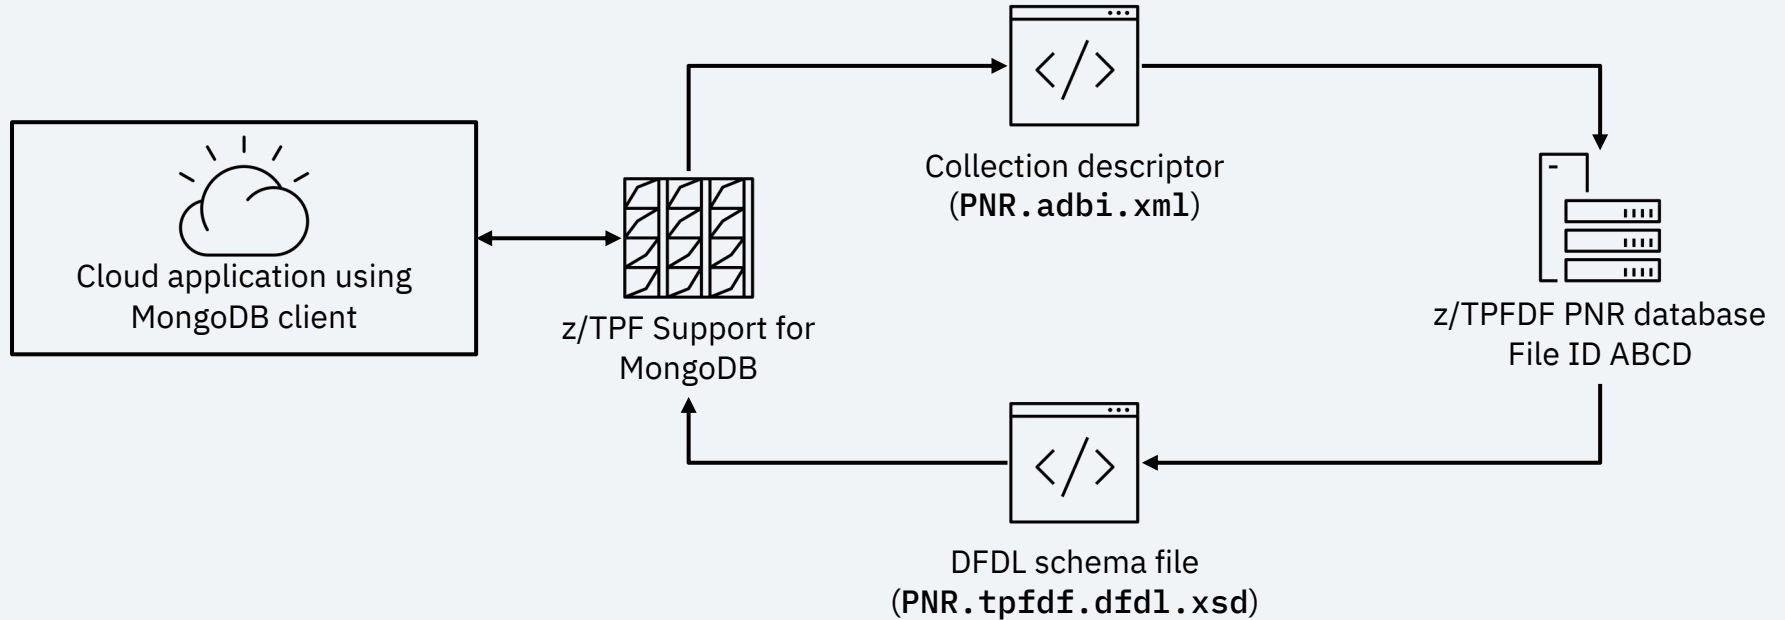 Collection descriptor
(PNR.adbi.xml)
Cloud application using
MongoDB client
z/TPF Support for
MongoDB
z/TPFDF PNR database
File ID ABCD
DFDL schema file
(PNR.tpfdf.dfdl.xsd)